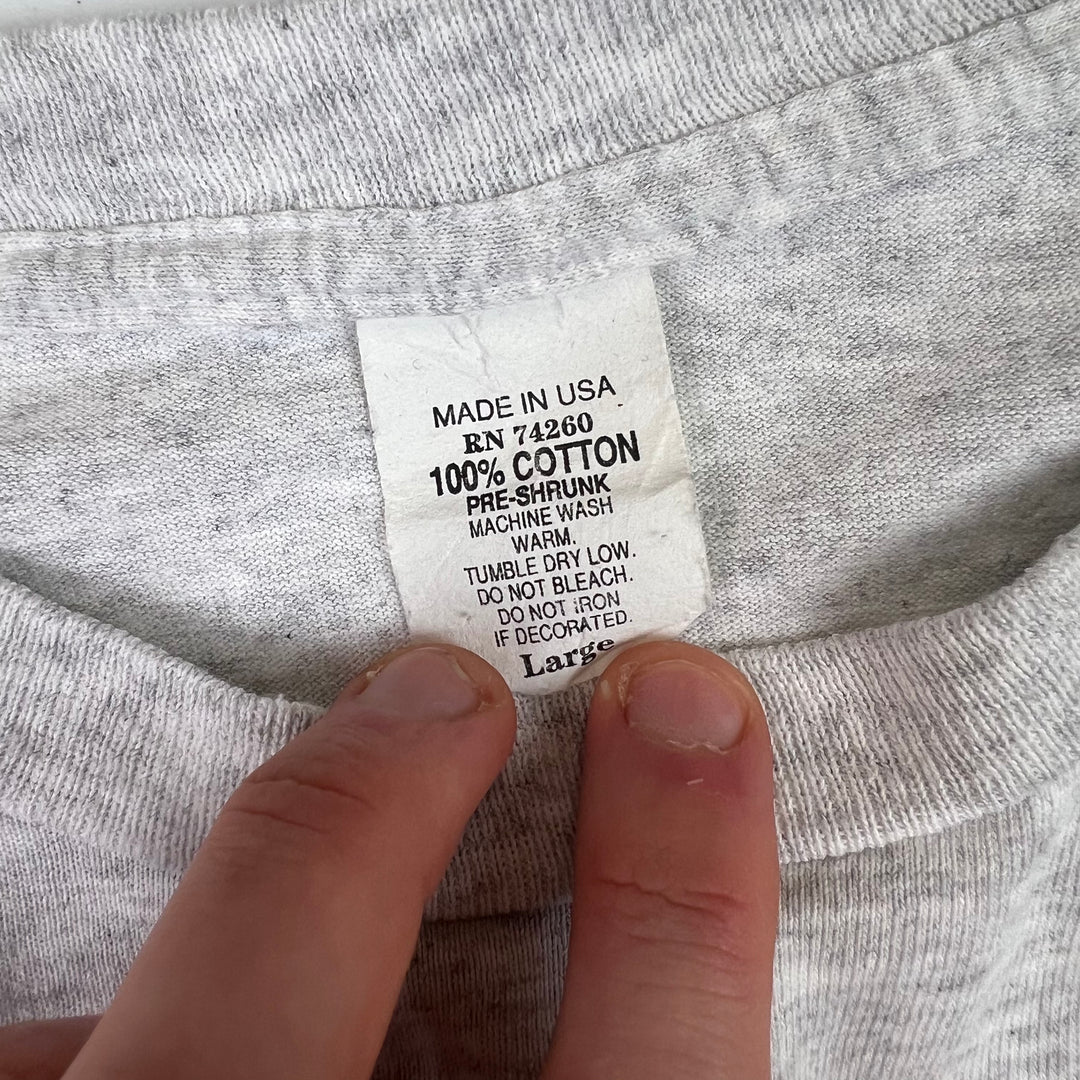 MADE IN USA
RN 74260
100% COTTON
PRE-SHRUNK
MACHINE WASH
WARM.
TUMBLE DRY LOW.
DO NOT BLEACH.
DO NOT IRON
IF DECORATED.
Large